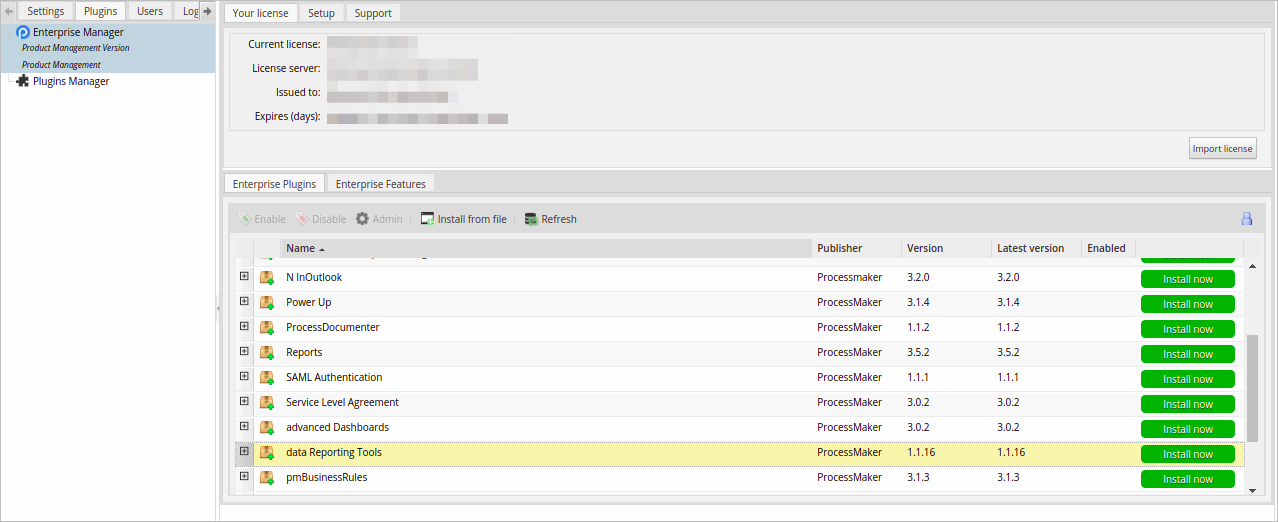 Settings Plugins Users Log
Enterprise Manager
Product Management Version
Product Management
Plugins Manager
Your license Setup Support
Current license:
License server:
Issued to:
Expires (days):
Import license
Enterprise Plugins Enterprise Features
Enable Disable Admin Install from file Refresh
Name Publisher Version Latest version Enabled
Install now
N InOutlook Processmaker 3.2.0 3.2.0 Install now
Power Up ProcessMaker 3.1.4 3.1.4 Install now
ProcessDocumenter ProcessMaker 1.1.2 1.1.2 Install now
Reports ProcessMaker 3.5.2 3.5.2 Install now
SAML Authentication ProcessMaker 1.1.1 1.1.1 Install now
Service Level Agreement ProcessMaker 3.0.2 3.0.2 Install now
advanced Dashboards ProcessMaker 3.0.2 3.0.2 Install now
data Reporting Tools ProcessMaker 1.1.16 1.1.16 Install now
pmBusinessRules ProcessMaker 3.1.3 3.1.3 Install now